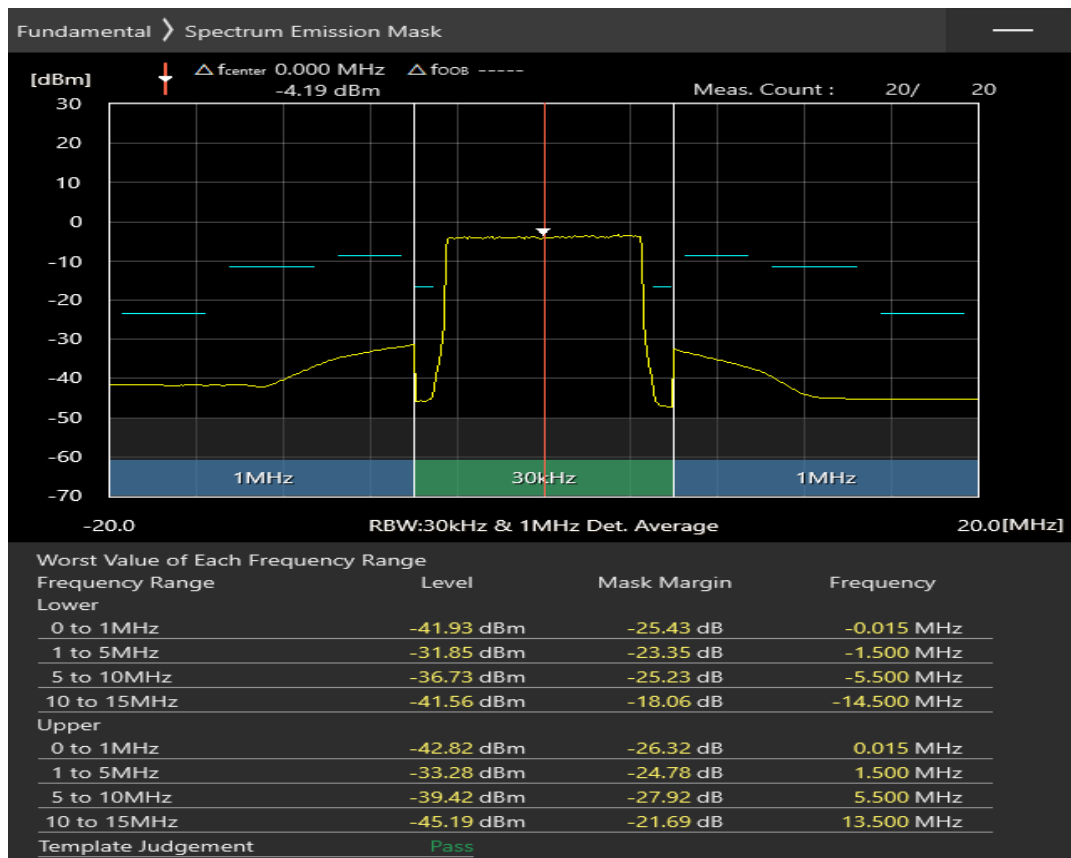 Fundamental ❯ Spectrum Emission Mask
[dBm] △ fcenter 0.000 MHz △ fOOB -----
-4.19 dBm Meas. Count : 20/ 20
30
20
10
0
-10
-20
-30
-40
-50
-60
1MHz 30kHz 1MHz
-70
-20.0 RBW:30kHz & 1MHz Det. Average 20.0[MHz]
Worst Value of Each Frequency Range
Frequency Range Level Mask Margin Frequency
Lower
0 to 1MHz -41.93 dBm -25.43 dB -0.015 MHz
1 to 5MHz -31.85 dBm -23.35 dB -1.500 MHz
5 to 10MHz -36.73 dBm -25.23 dB -5.500 MHz
10 to 15MHz -41.56 dBm -18.06 dB -14.500 MHz
Upper
0 to 1MHz -42.82 dBm -26.32 dB 0.015 MHz
1 to 5MHz -33.28 dBm -24.78 dB 1.500 MHz
5 to 10MHz -39.42 dBm -27.92 dB 5.500 MHz
10 to 15MHz -45.19 dBm -21.69 dB 13.500 MHz
Template Judgement Pass